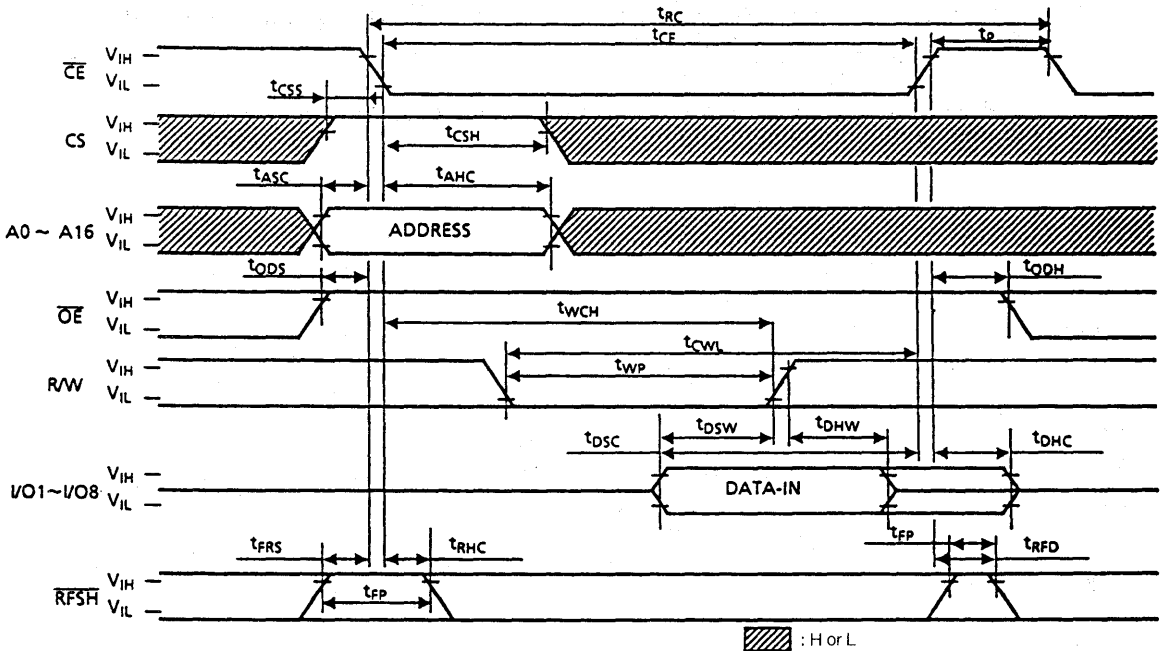 tRC
tCE
tP
CE VIH
VIL
tCSS
CS VIH
VIL
tCSH
tASC
tAHC
A0 ~ A16 VIH
VIL
ADDRESS
tODS
tODH
OE VIH
VIL
tWCH
tCWL
R/W VIH
VIL
tWP
tDSC
tDSW
tDHW
tDHC
I/O1~I/O8 VIH
VIL
DATA-IN
tFRS
tRHC
tFP
tRFD
RFSH VIH
VIL
tFP
: H or L